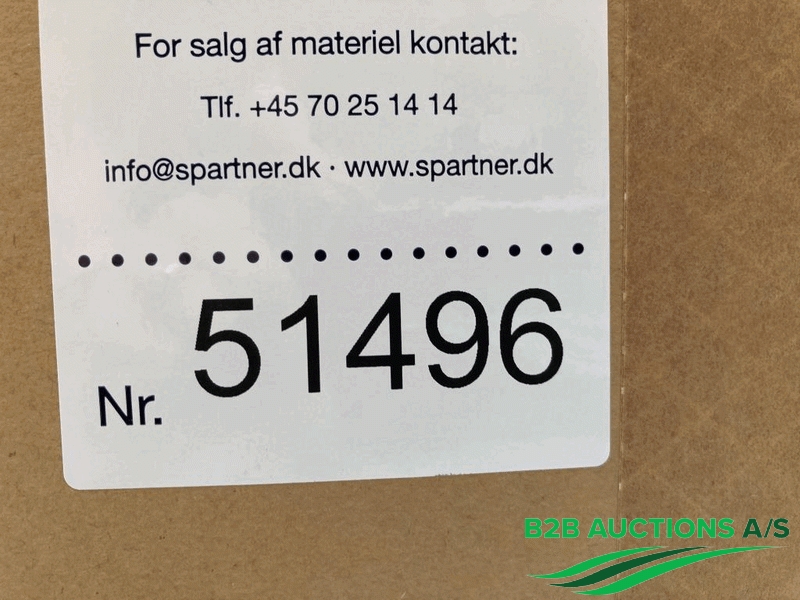 For salg af materiel kontakt:
Tlf. +45 70 25 14 14
info@spartner.dk · www.spartner.dk
Nr. 51496
B2B AUCTIONS A/S